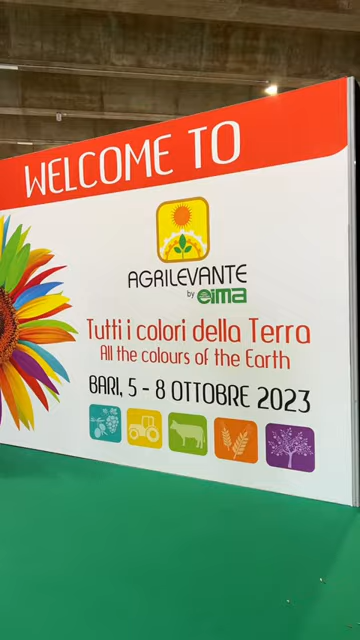 WELCOME TO
AGRILEVANTE
by eima
Tutti i colori della Terra
All the colours of the Earth
BARI, 5 - 8 OTTOBRE 2023